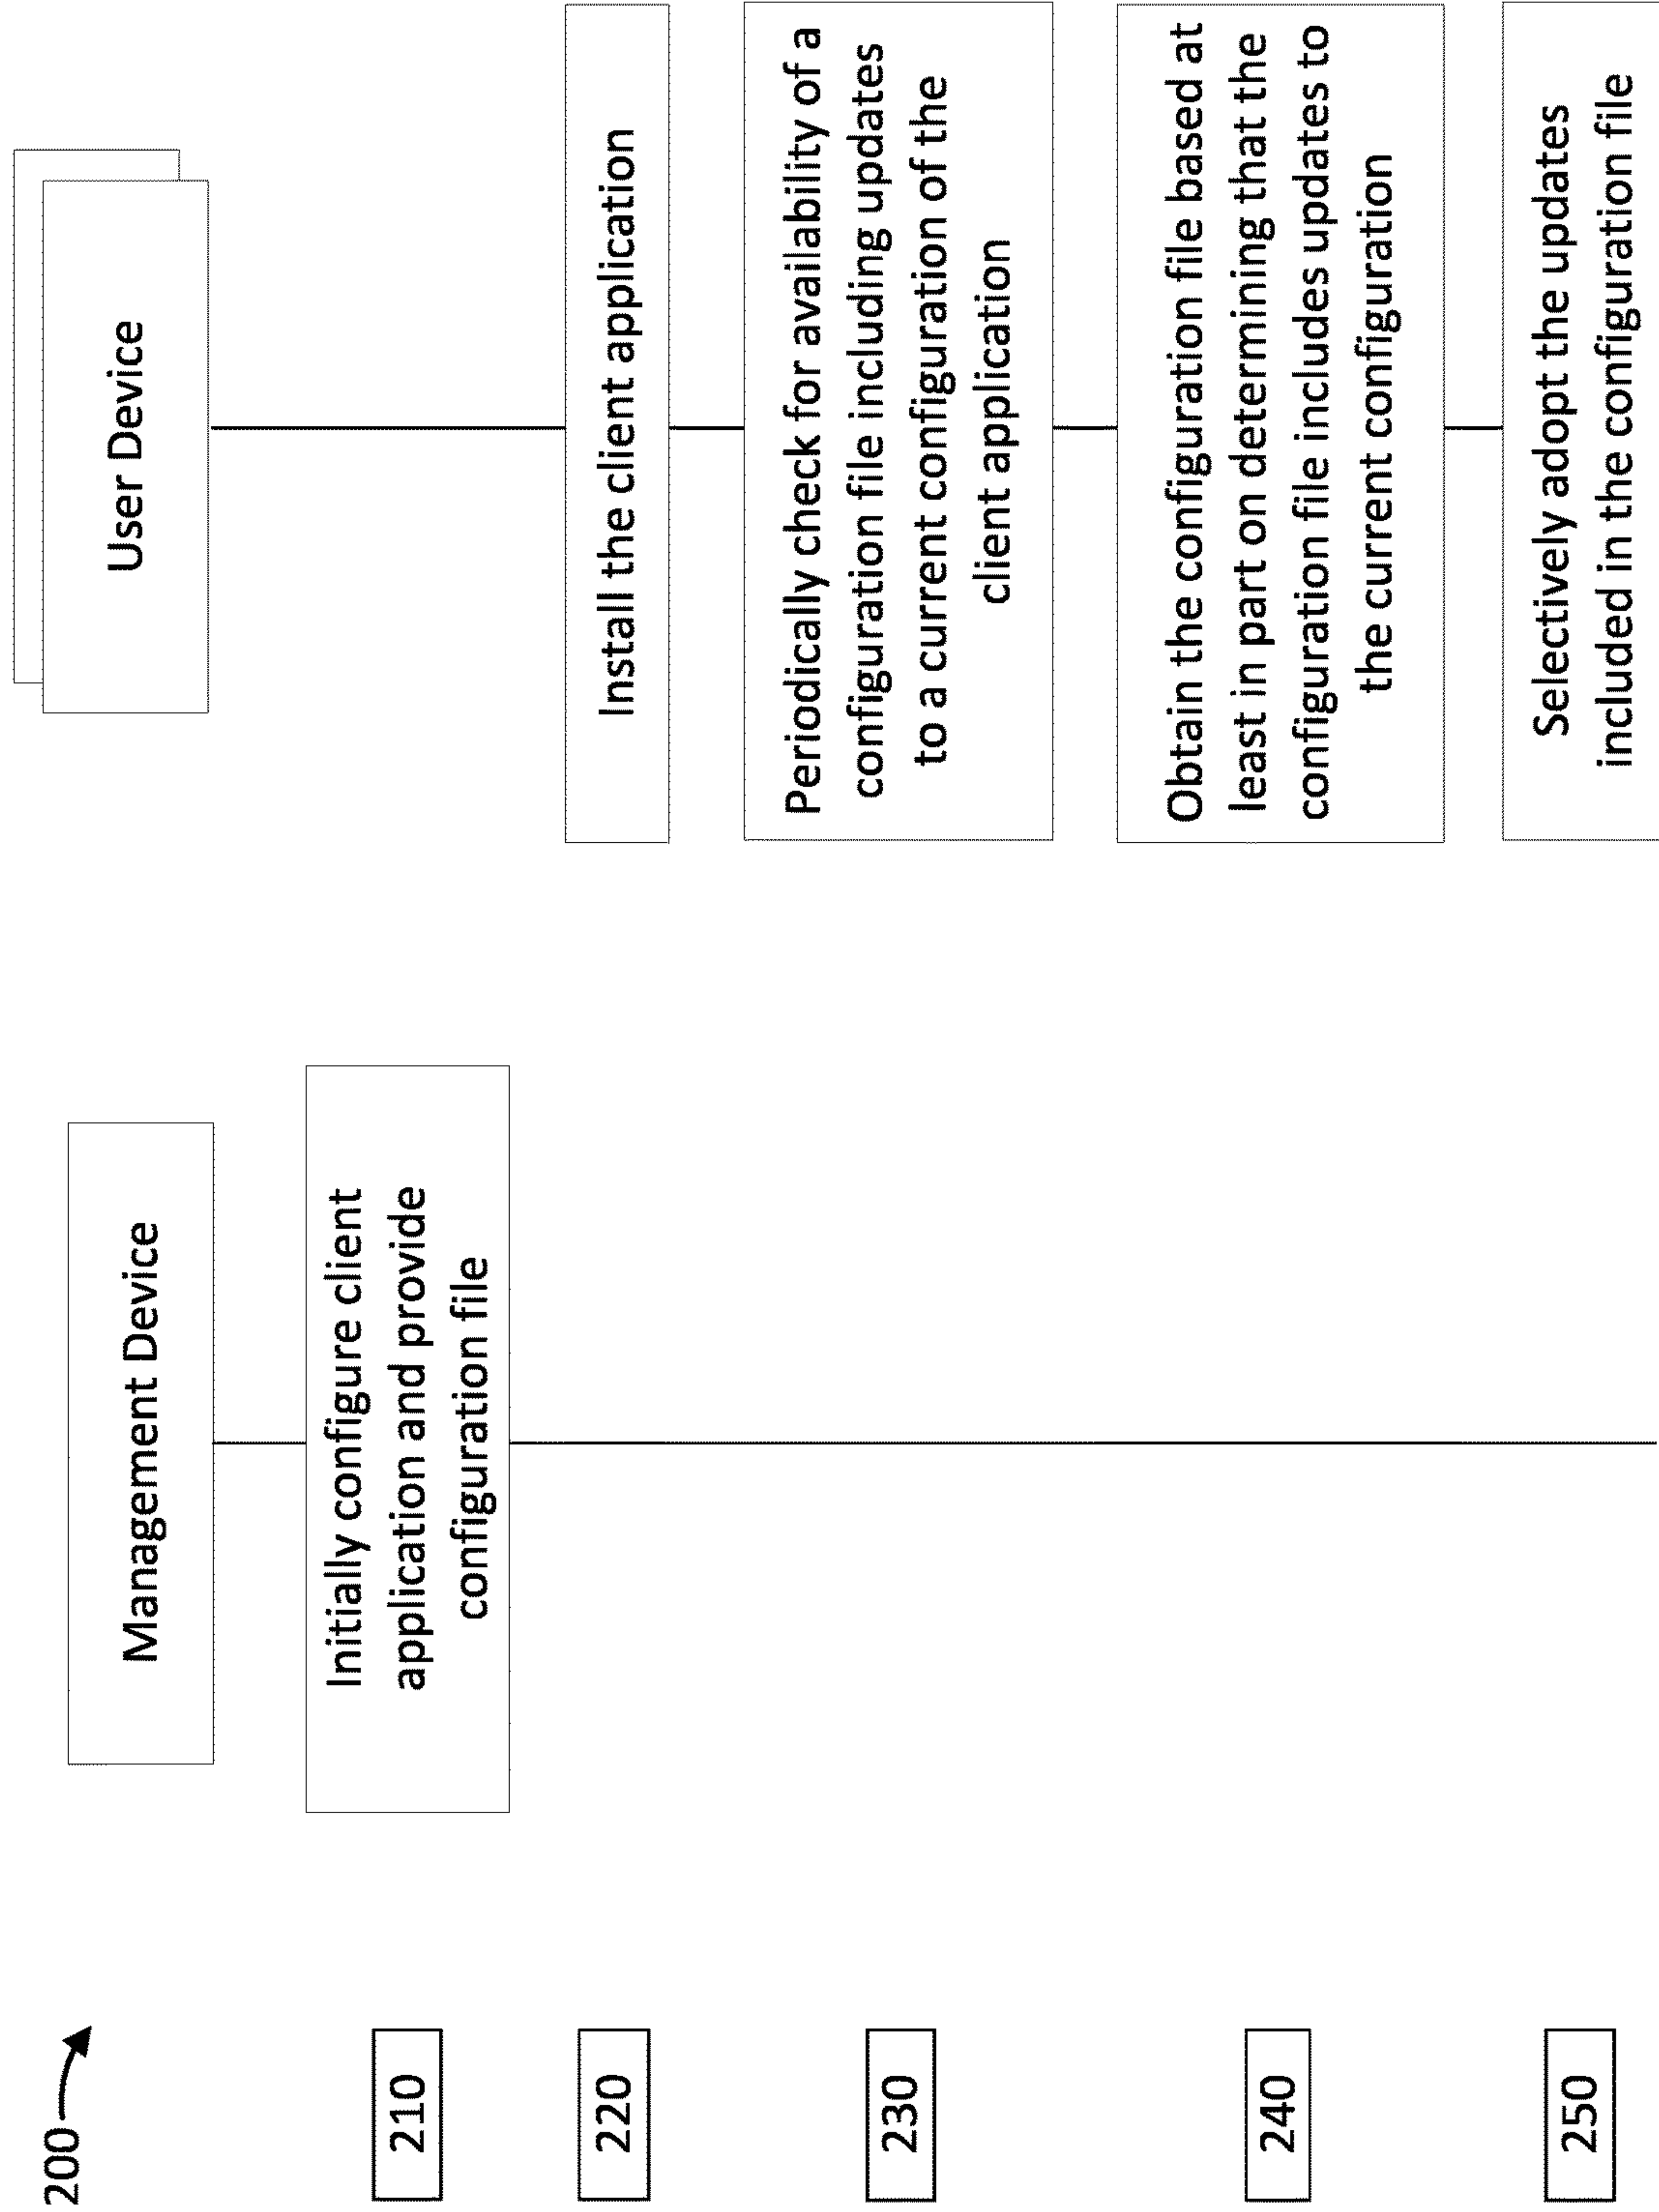 200
Management Device
User Device
210
Initially configure client
application and provide
configuration file
220
Install the client application
230
Periodically check for availability of a
configuration file including updates
to a current configuration of the
client application
240
Obtain the configuration file based at
least in part on determining that the
configuration file includes updates to
the current configuration
250
Selectively adopt the updates
included in the configuration file